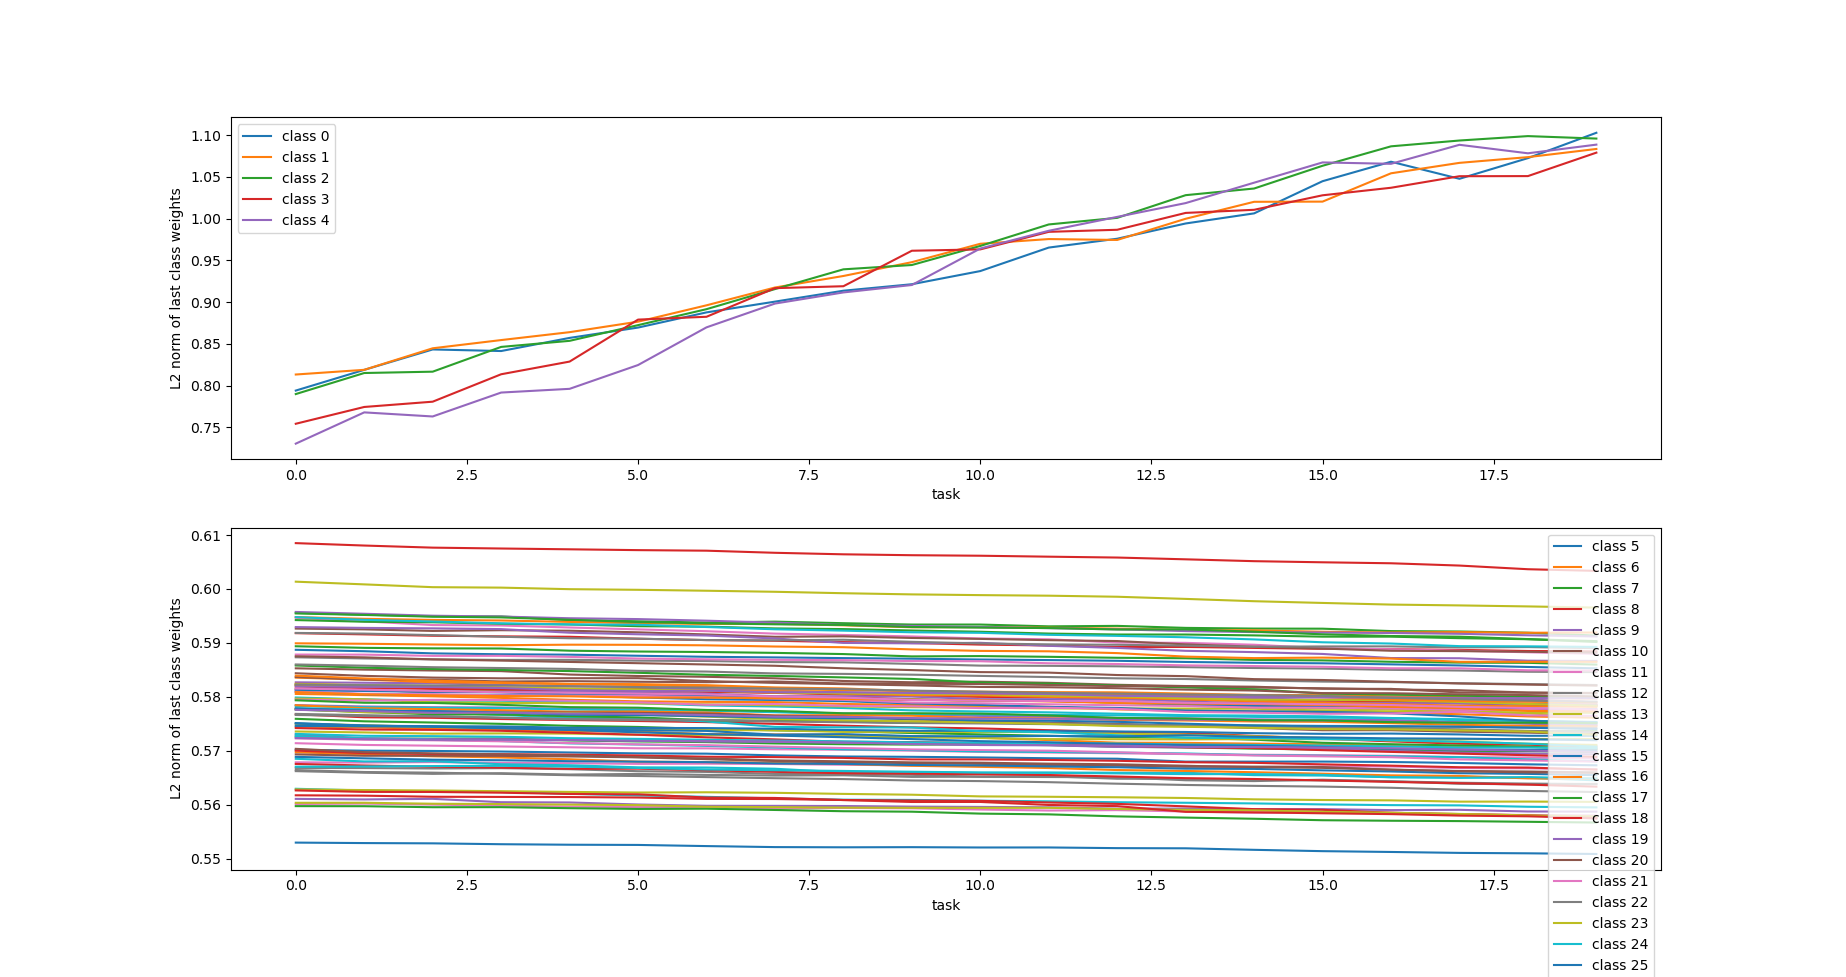 1.10
1.05
1.00
0.95
0.90
0.85
0.80
0.75
L2 norm of last class weights
class 0
class 1
class 2
class 3
class 4
0.0 2.5 5.0 7.5 10.0 12.5 15.0 17.5
task
0.61
0.60
0.59
0.58
0.57
0.56
0.55
L2 norm of last class weights
class 5
class 6
class 7
class 8
class 9
class 10
class 11
class 12
class 13
class 14
class 15
class 16
class 17
class 18
class 19
class 20
class 21
class 22
class 23
class 24
class 25
0.0 2.5 5.0 7.5 10.0 12.5 15.0 17.5
task